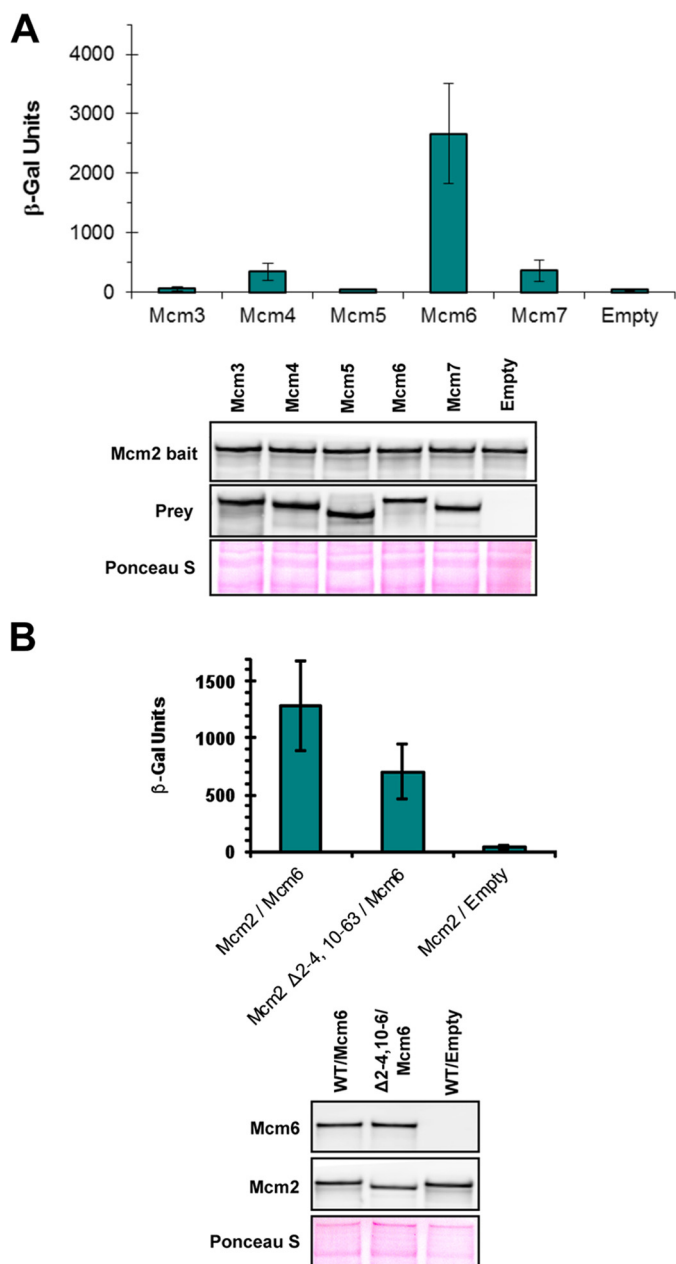 A
β-Gal Units
4000
3000
2000
1000
0
Mcm3 Mcm4 Mcm5 Mcm6 Mcm7 Empty
Mcm3 Mcm4 Mcm5 Mcm6 Mcm7 Empty
Mcm2 bait
Prey
Ponceau S
B
β-Gal Units
1500
1000
500
0
Mcm2 / Mcm6
Mcm2 Δ2-4, 10-63 / Mcm6
Mcm2 / Empty
WT/Mcm6
Δ2-4,10-6/
Mcm6
WT/Empty
Mcm6
Mcm2
Ponceau S